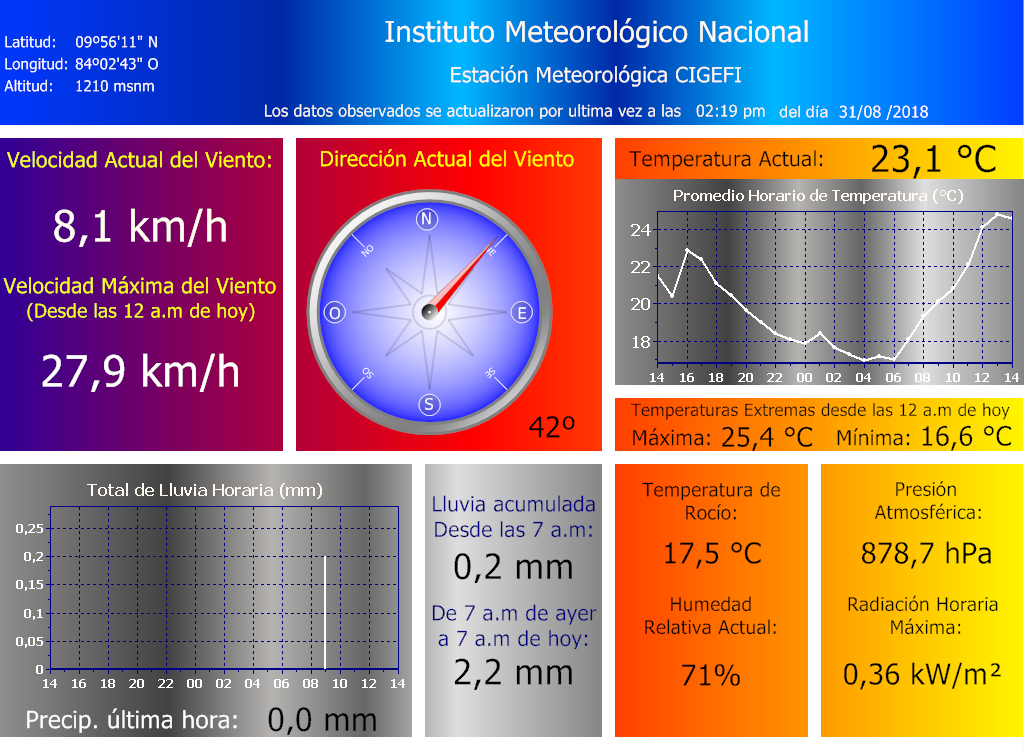 Instituto Meteorológico Nacional
Latitud: 09º56'11" N
Longitud: 84º02'43" O
Altitud: 1210 msnm
Estación Meteorológica CIGEFI
Los datos observados se actualizaron por ultima vez a las 02:19 pm del día 31/08 /2018
Velocidad Actual del Viento:
8,1 km/h
Velocidad Máxima del Viento
(Desde las 12 a.m de hoy)
27,9 km/h
Dirección Actual del Viento
N
NO
E
O
E
SO
SE
S
42º
Temperatura Actual: 23,1 °C
Promedio Horario de Temperatura (°C)
24
22
20
18
14 16 18 20 22 00 02 04 06 08 10 12 14
Temperaturas Extremas desde las 12 a.m de hoy
Máxima: 25,4 °C Mínima: 16,6 °C
Total de Lluvia Horaria (mm)
0,25
0,2
0,15
0,1
0,05
0
14 16 18 20 22 00 02 04 06 08 10 12 14
Precip. última hora: 0,0 mm
Lluvia acumulada
Desde las 7 a.m:
0,2 mm
De 7 a.m de ayer
a 7 a.m de hoy:
2,2 mm
Temperatura de
Rocío:
17,5 °C
Humedad
Relativa Actual:
71%
Presión
Atmosférica:
878,7 hPa
Radiación Horaria
Máxima:
0,36 kW/m²